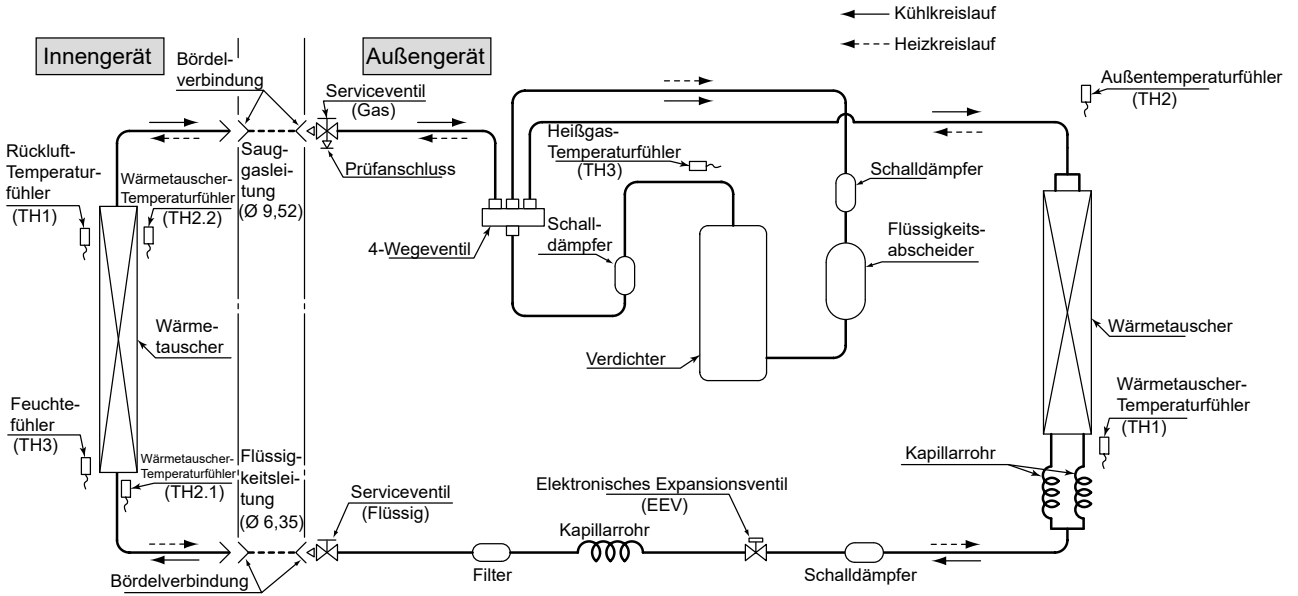 Kühlkreislauf
Heizkreislauf
Innengerät
Außengerät
Bördel-
verbindung
Serviceventil
(Gas)
Prüfanschluss
Außentemperaturfühler
(TH2)
Rückluft-
Temperatur-
fühler
(TH1)
Wärmetauscher-
Temperaturfühler
(TH2.2)
Saug-
gaslei-
tung
(Ø 9,52)
Heißgas-
Temperaturfühler
(TH3)
Schalldämpfer
4-Wegeventil
Schall-
dämpfer
Flüssigkeits-
abscheider
Wärme-
tauscher
Verdichter
Wärmetauscher
Feuchte-
fühler
(TH3)
Wärmetauscher-
Temperaturfühler
(TH2.1)
Flüssig-
keitslei-
tung
(Ø 6,35)
Wärmetauscher-
Temperaturfühler
(TH1)
Kapillarrohr
Serviceventil
(Flüssig)
Elektronisches Expansionsventil
(EEV)
Kapillarrohr
Bördelverbindung
Filter
Schalldämpfer